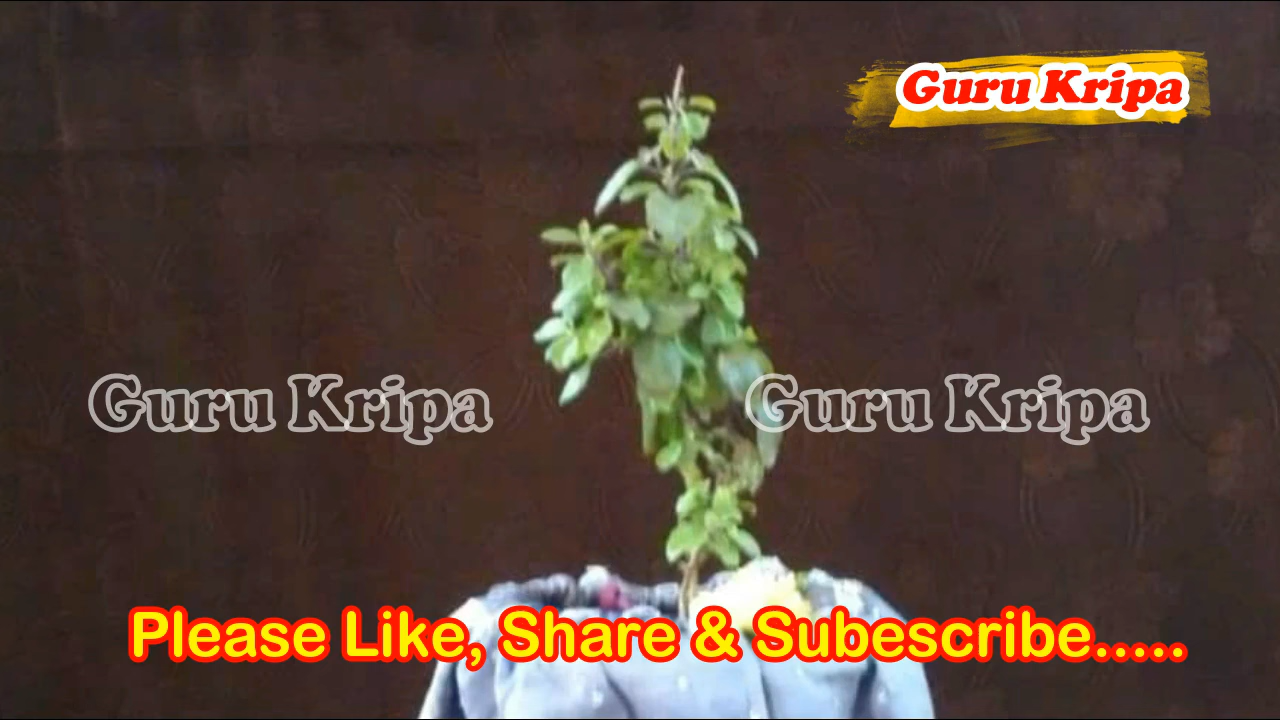 Guru Kripa
Guru Kripa Guru Kripa
Please Like, Share & Subescribe.....